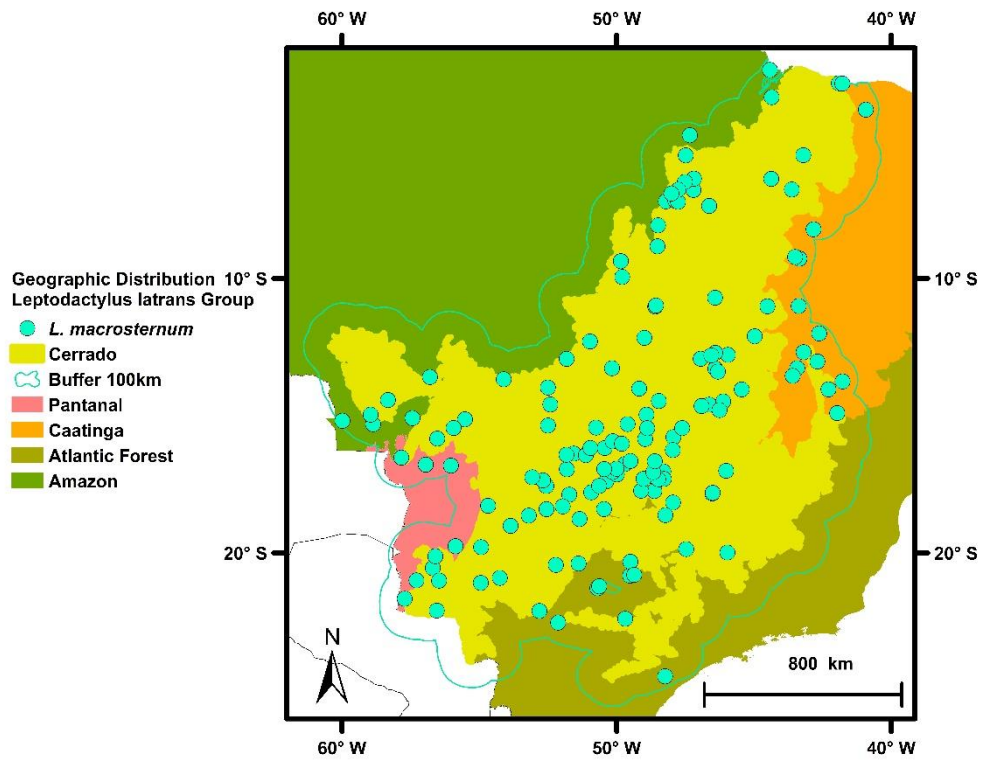 60° W 50° W 40° W
Geographic Distribution
Leptodactylus latrans Group
L. macrosternum
Cerrado
Buffer 100km
Pantanal
Caatinga
Atlantic Forest
Amazon
10° S 10° S
20° S 20° S
N
800 km
60° W 50° W 40° W